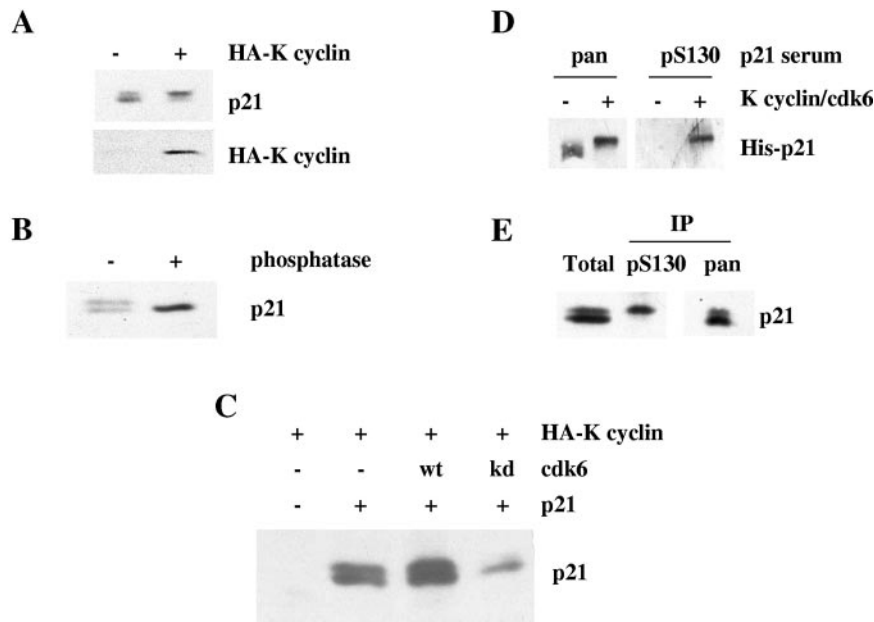 A
- + HA-K cyclin
p21
HA-K cyclin
B
- + phosphatase
p21
C
+ + + + HA-K cyclin
- - wt kd cdk6
- + + + p21
p21
D
pan pS130 p21 serum
- + - + K cyclin/cdk6
His-p21
E
IP
Total pS130 pan
p21